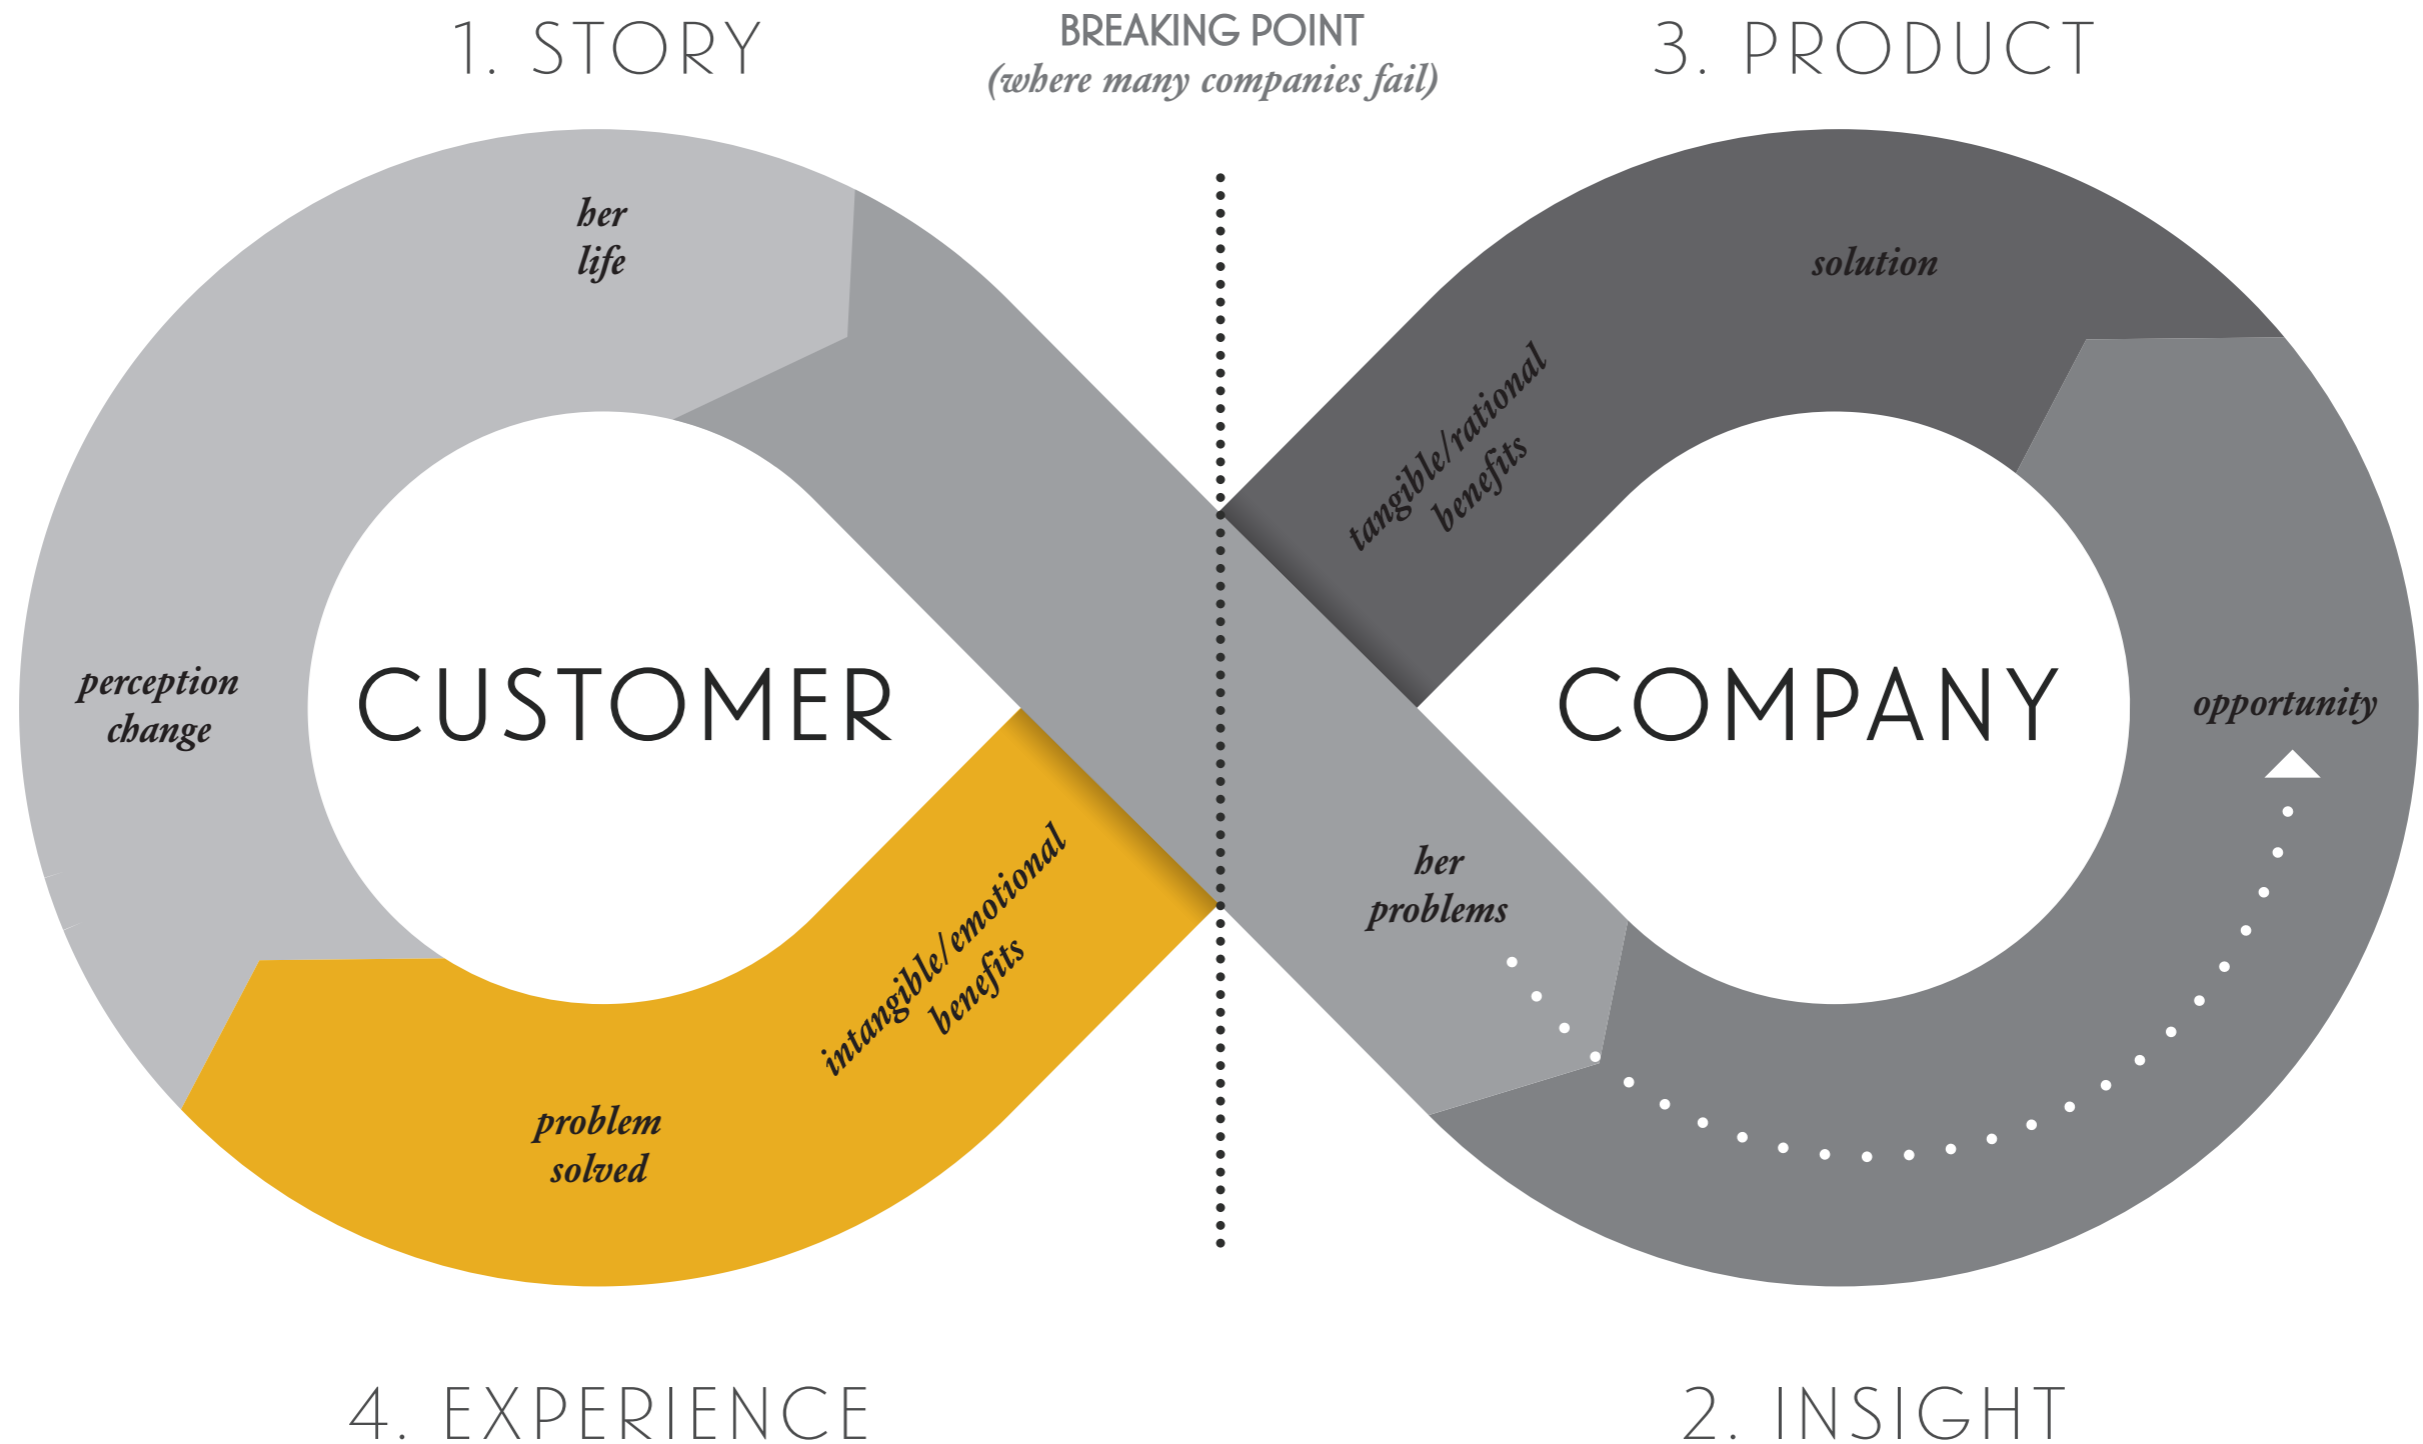 1. STORY
BREAKING POINT
(where many companies fail)
3. PRODUCT
her
life
solution
tangible/rational
benefits
perception
change
CUSTOMER
COMPANY
opportunity
her
problems
intangible/emotional
benefits
problem
solved
4. EXPERIENCE
2. INSIGHT